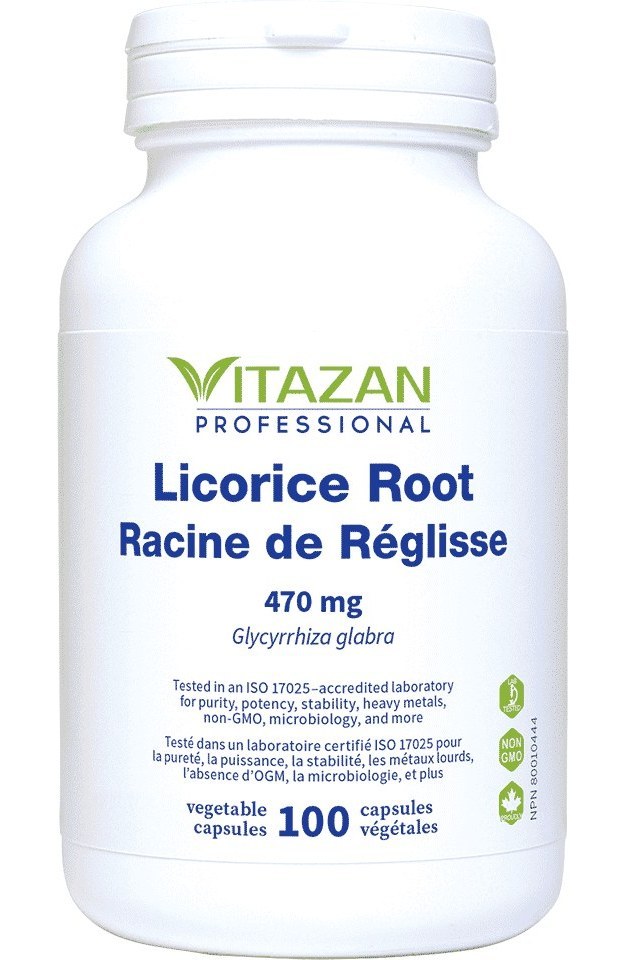 VITAZAN
PROFESSIONAL
Licorice Root
Racine de Réglisse
470 mg
Glycyrrhiza glabra
Tested in an ISO 17025–accredited laboratory
for purity, potency, stability, heavy metals,
non-GMO, microbiology, and more
Testé dans un laboratoire certifié ISO 17025 pour
la pureté, la puissance, la stabilité, les métaux lourds,
l’absence d’OGM, la microbiologie, et plus
vegetable capsules 100 capsules végétales
LAB
TESTED
NON
GMO
PROUDLY
NPN 80010444